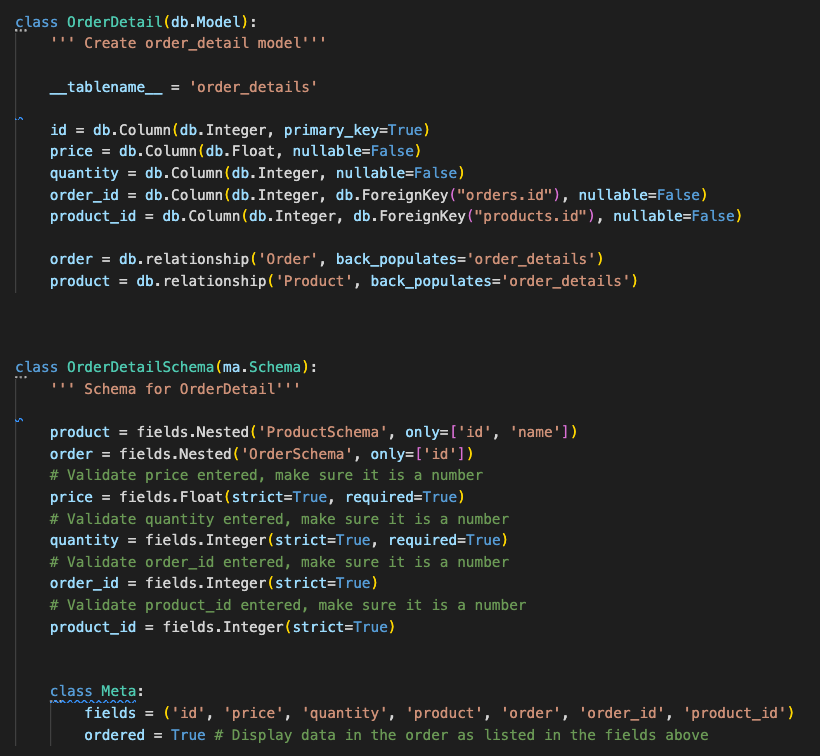 class OrderDetail(db.Model):
    ''' Create order_detail model'''
    __tablename__ = 'order_details'
    id = db.Column(db.Integer, primary_key=True)
    price = db.Column(db.Float, nullable=False)
    quantity = db.Column(db.Integer, nullable=False)
    order_id = db.Column(db.Integer, db.ForeignKey("orders.id"), nullable=False)
    product_id = db.Column(db.Integer, db.ForeignKey("products.id"), nullable=False)
    order = db.relationship('Order', back_populates='order_details')
    product = db.relationship('Product', back_populates='order_details')
class OrderDetailSchema(ma.Schema):
    ''' Schema for OrderDetail'''
    product = fields.Nested('ProductSchema', only=['id', 'name'])
    order = fields.Nested('OrderSchema', only=['id'])
    # Validate price entered, make sure it is a number
    price = fields.Float(strict=True, required=True)
    # Validate quantity entered, make sure it is a number
    quantity = fields.Integer(strict=True, required=True)
    # Validate order_id entered, make sure it is a number
    order_id = fields.Integer(strict=True)
    # Validate product_id entered, make sure it is a number
    product_id = fields.Integer(strict=True)
    class Meta:
        fields = ('id', 'price', 'quantity', 'product', 'order', 'order_id', 'product_id')
        ordered = True # Display data in the order as listed in the fields above